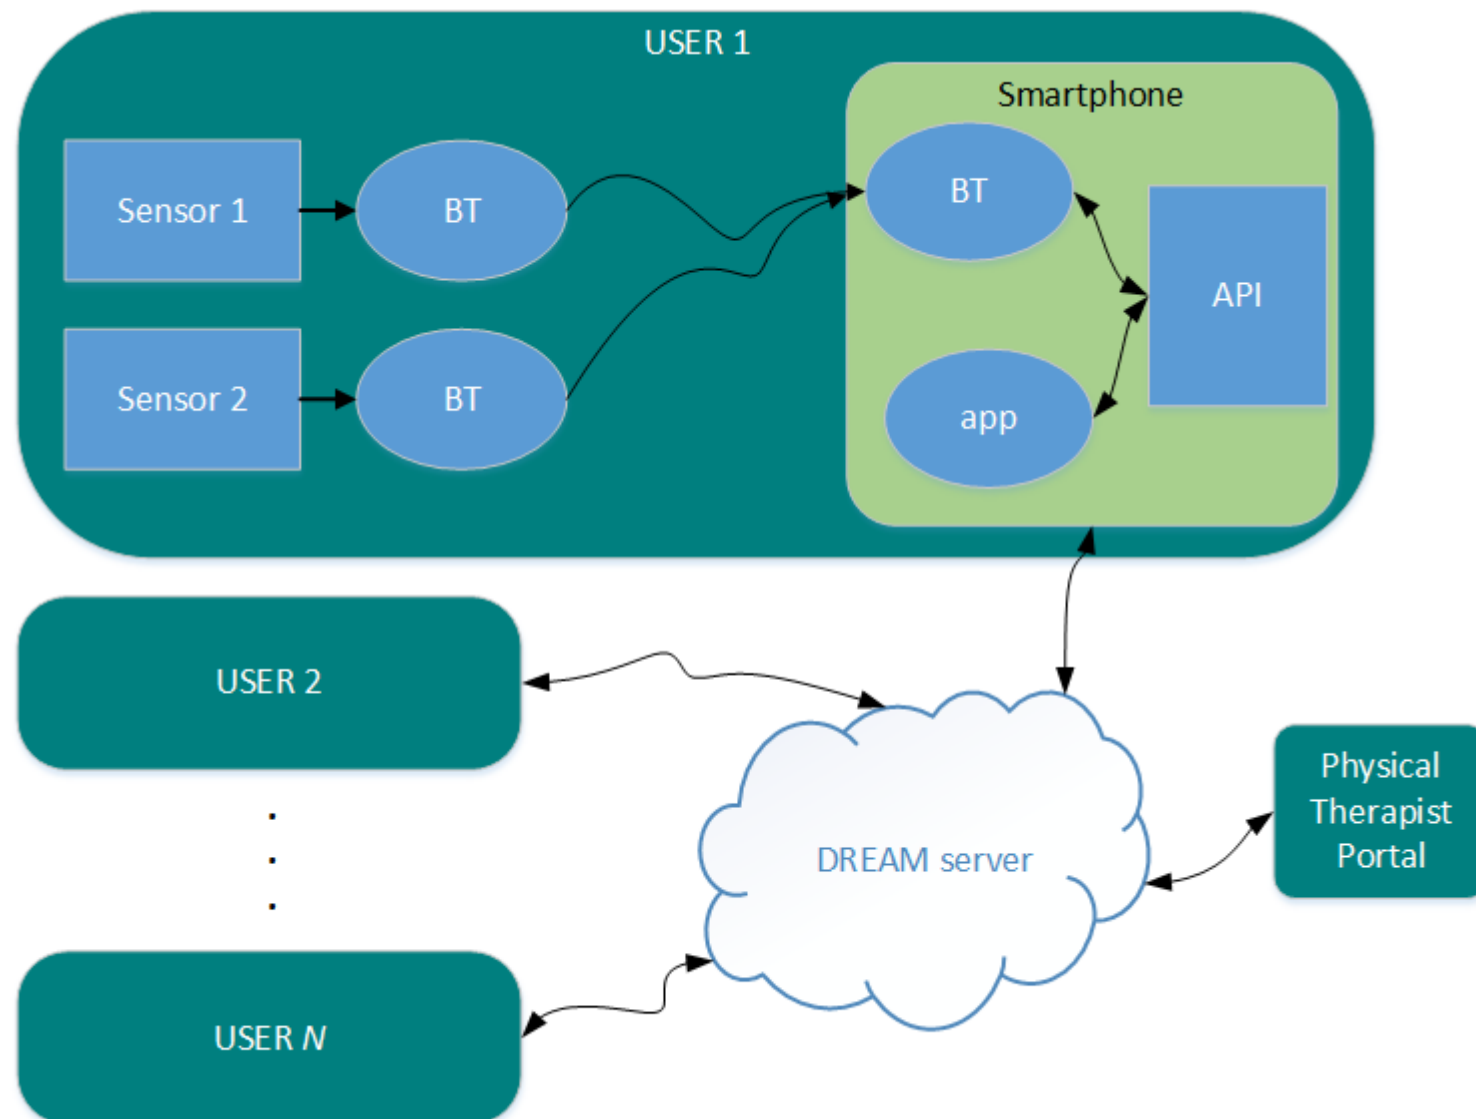 USER 1
Smartphone
Sensor 1
BT
BT
API
Sensor 2
BT
app
USER 2
Physical
Therapist
Portal
DREAM server
USER N